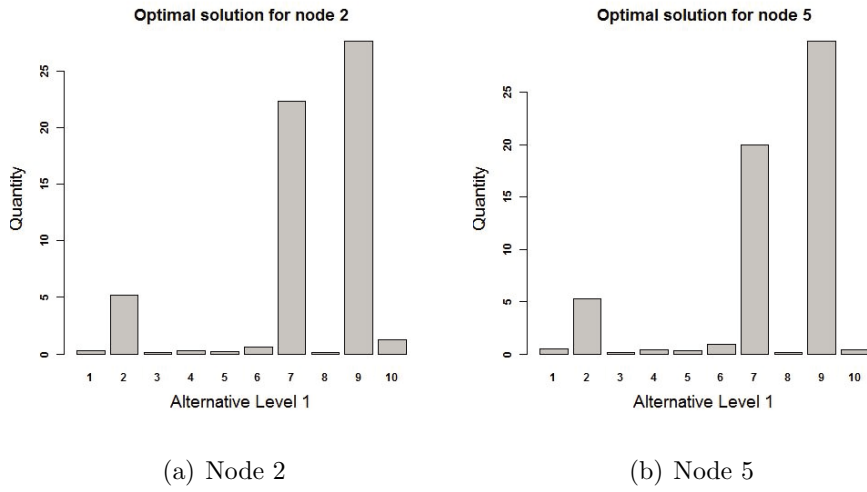 Optimal solution for node 2
Quantity
25
20
15
10
5
0
1 2 3 4 5 6 7 8 9 10
Alternative Level 1
(a) Node 2
Optimal solution for node 5
Quantity
25
20
15
10
5
0
1 2 3 4 5 6 7 8 9 10
Alternative Level 1
(b) Node 5